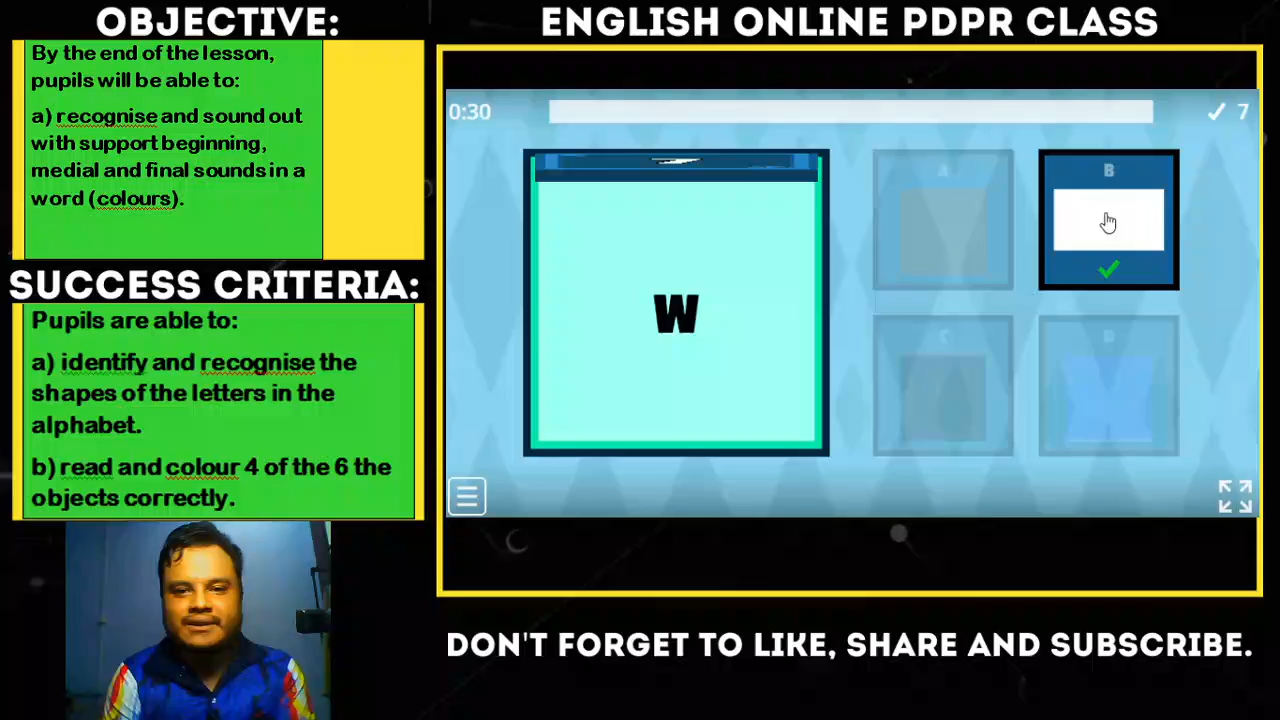 OBJECTIVE:
By the end of the lesson,
pupils will be able to:
a) recognise and sound out
with support beginning,
medial and final sounds in a
word (colours).
SUCCESS CRITERIA:
Pupils are able to:
a) identify and recognise the
shapes of the letters in the
alphabet.
b) read and colour 4 of the 6 the
objects correctly.
ENGLISH ONLINE PDPR CLASS
0:30
7
W
A
B
C
D
DON'T FORGET TO LIKE, SHARE AND SUBSCRIBE.